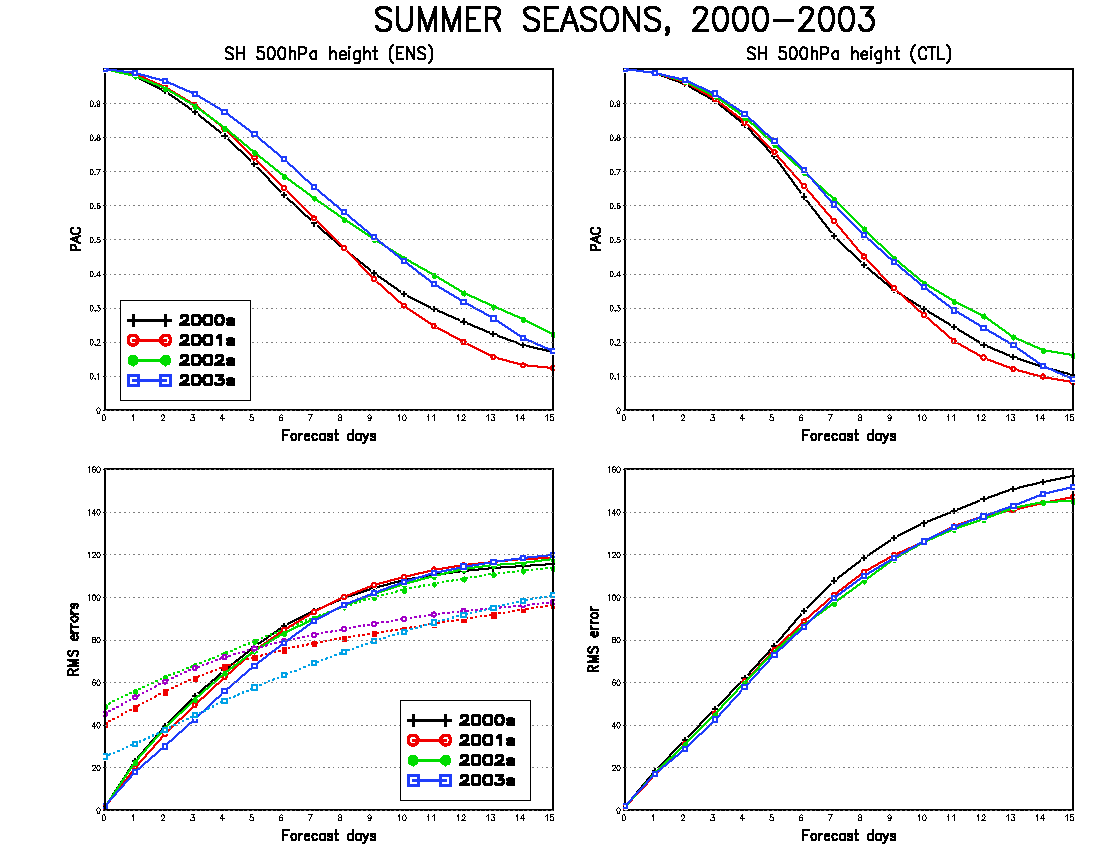 SUMMER SEASONS, 2000-2003
SH 500hPa height (ENS)
SH 500hPa height (CTL)
PAC
0.9
0.8
0.7
0.6
0.5
0.4
0.3
0.2
0.1
0
2000a
2001a
2002a
2003a
0 1 2 3 4 5 6 7 8 9 10 11 12 13 14 15
Forecast days
PAC
0.9
0.8
0.7
0.6
0.5
0.4
0.3
0.2
0.1
0
0 1 2 3 4 5 6 7 8 9 10 11 12 13 14 15
Forecast days
RMS errors
160
140
120
100
80
60
40
20
0
2000a
2001a
2002a
2003a
0 1 2 3 4 5 6 7 8 9 10 11 12 13 14 15
Forecast days
RMS error
160
140
120
100
80
60
40
20
0
0 1 2 3 4 5 6 7 8 9 10 11 12 13 14 15
Forecast days